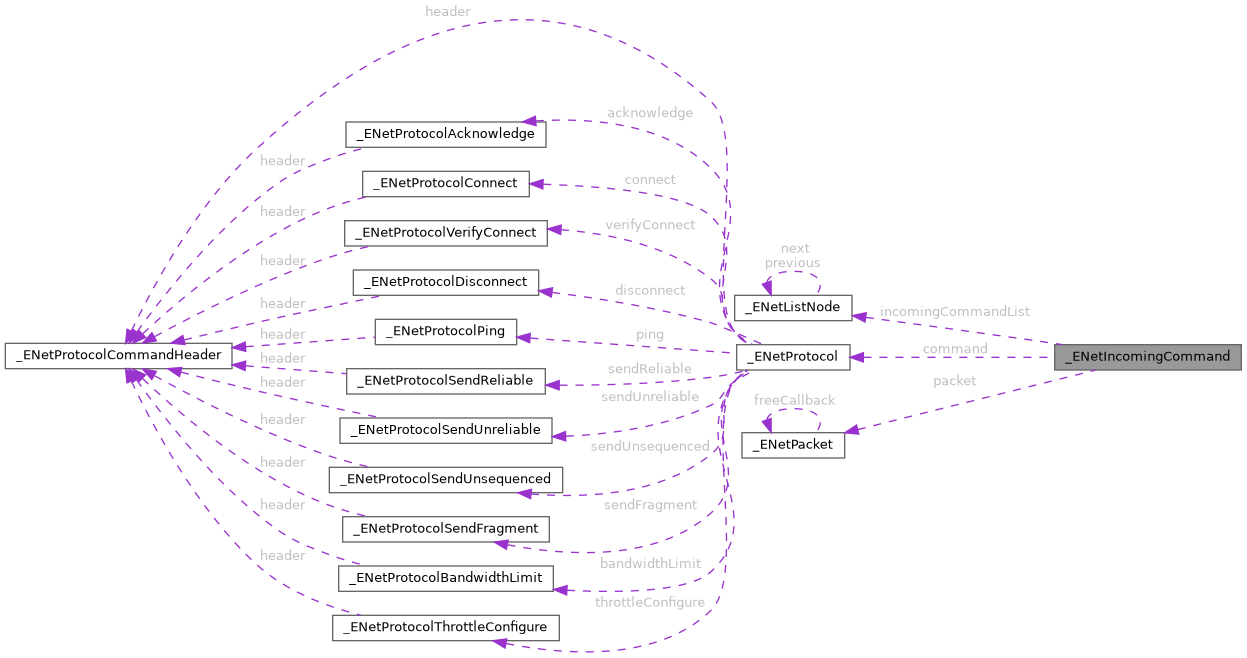 header
acknowledge
_ENetProtocolAcknowledge
header
connect
_ENetProtocolConnect
header
verifyConnect
_ENetProtocolVerifyConnect
next
previous
header
_ENetProtocolDisconnect
disconnect
header
_ENetListNode
incomingCommandList
_ENetProtocolPing
ping
header
_ENetProtocolCommandHeader
header
_ENetProtocol
command
_ENetIncomingCommand
sendReliable
_ENetProtocolSendReliable
header
packet
sendUnreliable
freeCallback
header
_ENetProtocolSendUnreliable
sendUnsequenced
_ENetPacket
header
_ENetProtocolSendUnsequenced
sendFragment
header
_ENetProtocolSendFragment
header
bandwidthLimit
_ENetProtocolBandwidthLimit
throttleConfigure
_ENetProtocolThrottleConfigure